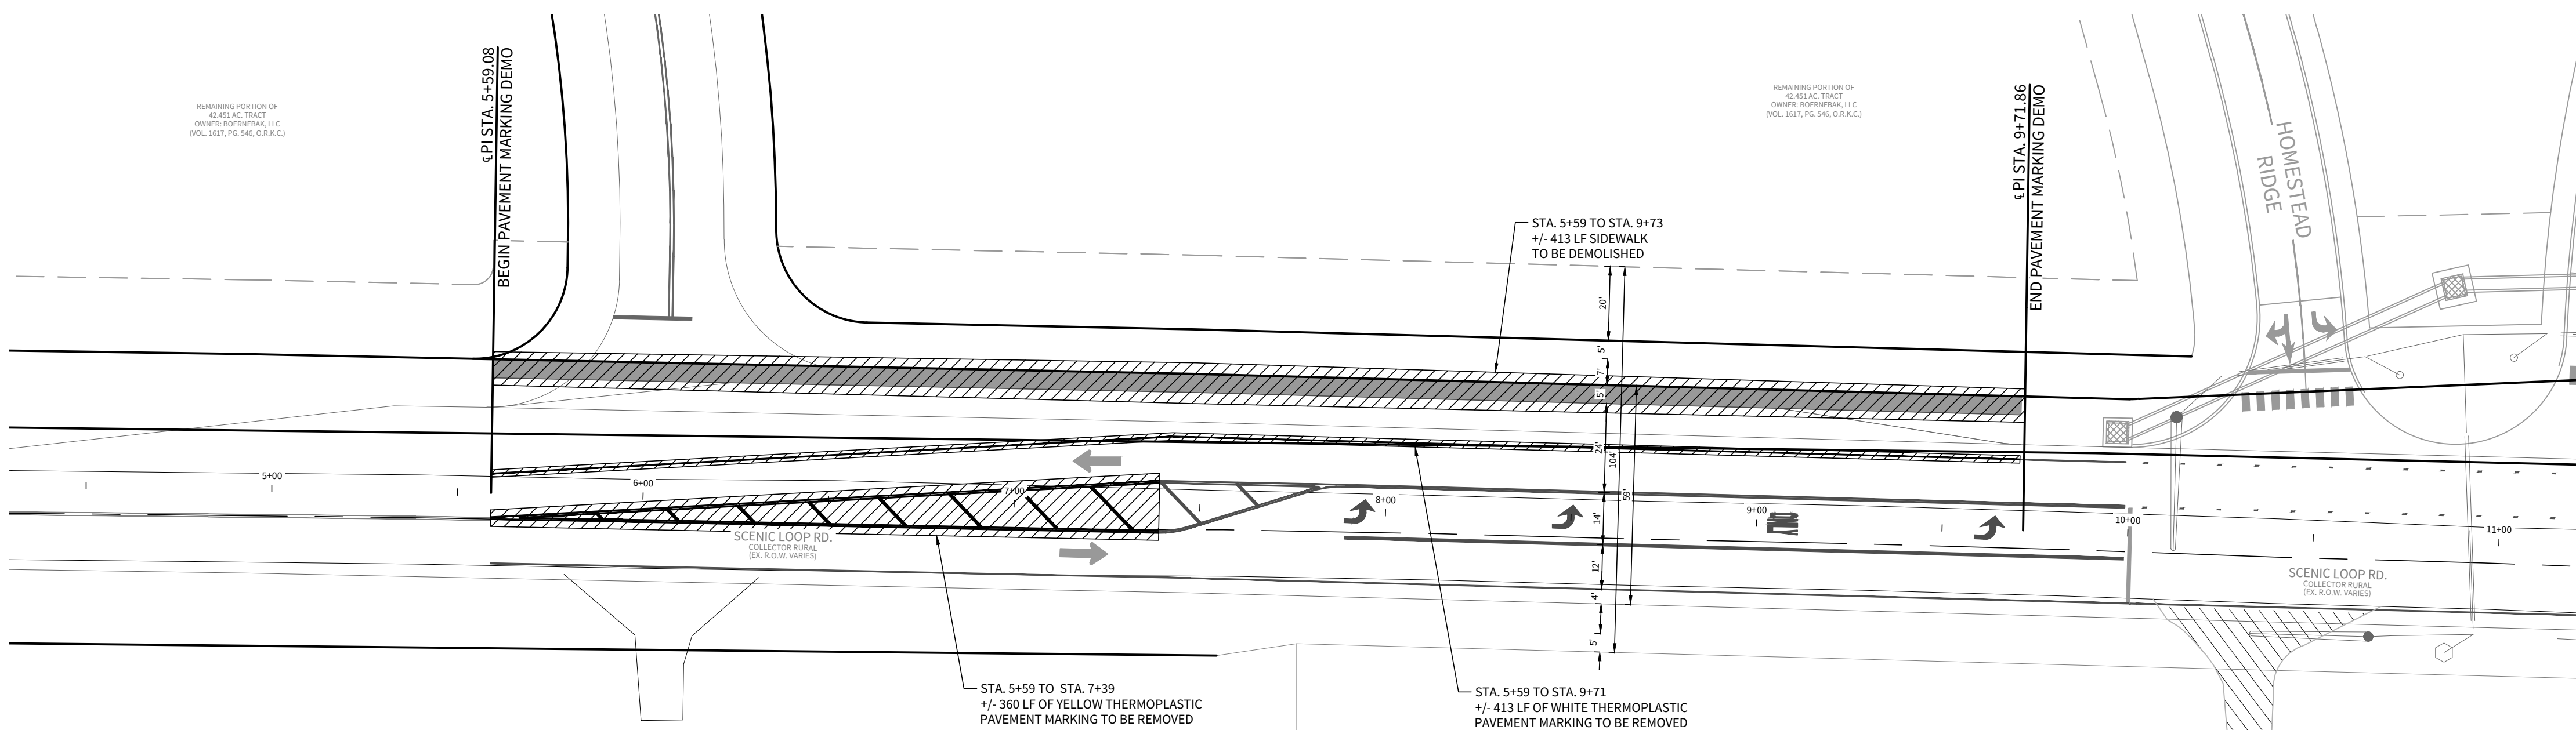 REMAINING PORTION OF
42.451 AC. TRACT
OWNER: BOERNEBAK, LLC
(VOL. 1617, PG. 546, O.R.K.C.)
℄ PI STA. 5+59.08
BEGIN PAVEMENT MARKING DEMO
REMAINING PORTION OF
42.451 AC. TRACT
OWNER: BOERNEBAK, LLC
(VOL. 1617, PG. 546, O.R.K.C.)
℄ PI STA. 9+71.86
END PAVEMENT MARKING DEMO
HOMESTEAD
RIDGE
STA. 5+59 TO STA. 9+73
+/- 413 LF SIDEWALK
TO BE DEMOLISHED
20'
5'
7'
5'
24'
104'
59'
14'
12'
4'
5'
5+00
6+00
7+00
8+00
9+00
10+00
11+00
ONLY
SCENIC LOOP RD.
COLLECTOR RURAL
(EX. R.O.W. VARIES)
SCENIC LOOP RD.
COLLECTOR RURAL
(EX. R.O.W. VARIES)
STA. 5+59 TO  STA. 7+39
+/- 360 LF OF YELLOW THERMOPLASTIC
PAVEMENT MARKING TO BE REMOVED
STA. 5+59 TO STA. 9+71
+/- 413 LF OF WHITE THERMOPLASTIC
PAVEMENT MARKING TO BE REMOVED